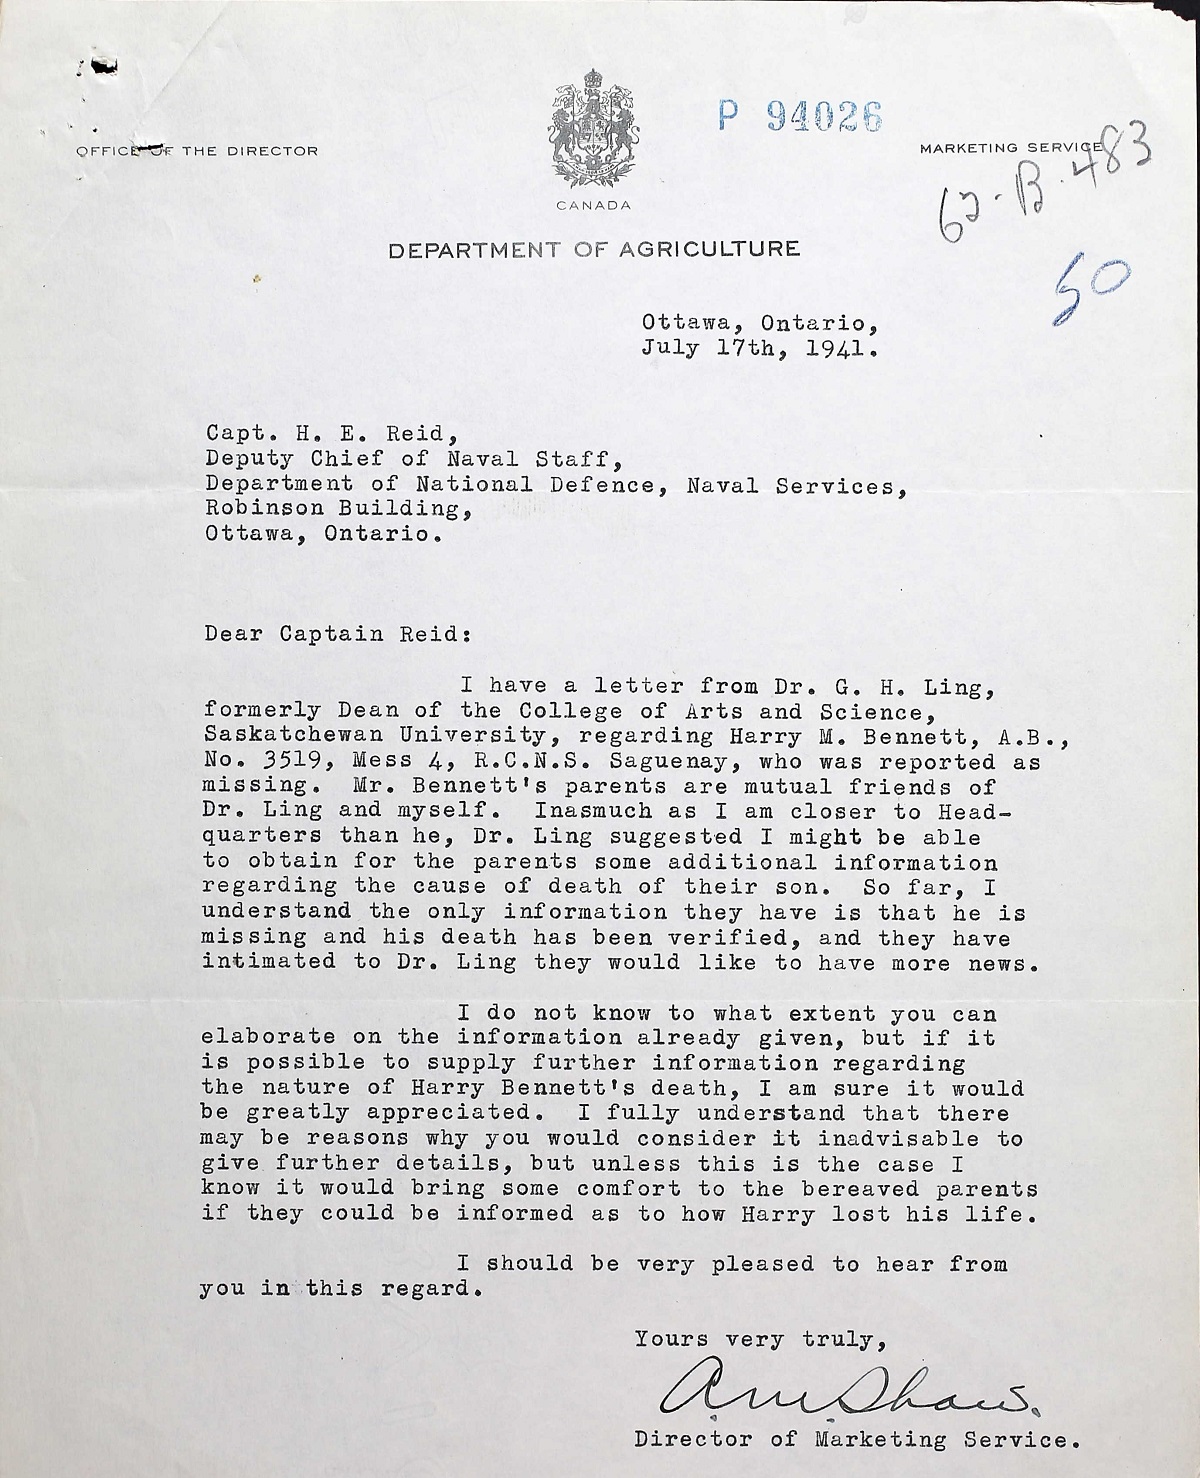 P 94026
OFFICE OF THE DIRECTOR
MARKETING SERVICE
62-B-483
CANADA
DEPARTMENT OF AGRICULTURE
50
Ottawa, Ontario,
July 17th, 1941.
Capt. H. E. Reid,
Deputy Chief of Naval Staff,
Department of National Defence, Naval Services,
Robinson Building,
Ottawa, Ontario.
Dear Captain Reid:
I have a letter from Dr. G. H. Ling,
formerly Dean of the College of Arts and Science,
Saskatchewan University, regarding Harry M. Bennett, A.B.,
No. 3519, Mess 4, R.C.N.S. Saguenay, who was reported as
missing. Mr. Bennett's parents are mutual friends of
Dr. Ling and myself. Inasmuch as I am closer to Head-
quarters than he, Dr. Ling suggested I might be able
to obtain for the parents some additional information
regarding the cause of death of their son. So far, I
understand the only information they have is that he is
missing and his death has been verified, and they have
intimated to Dr. Ling they would like to have more news.
I do not know to what extent you can
elaborate on the information already given, but if it
is possible to supply further information regarding
the nature of Harry Bennett's death, I am sure it would
be greatly appreciated. I fully understand that there
may be reasons why you would consider it inadvisable to
give further details, but unless this is the case I
know it would bring some comfort to the bereaved parents
if they could be informed as to how Harry lost his life.
I should be very pleased to hear from
you in this regard.
Yours very truly,
A.M. Shaw.
Director of Marketing Service.